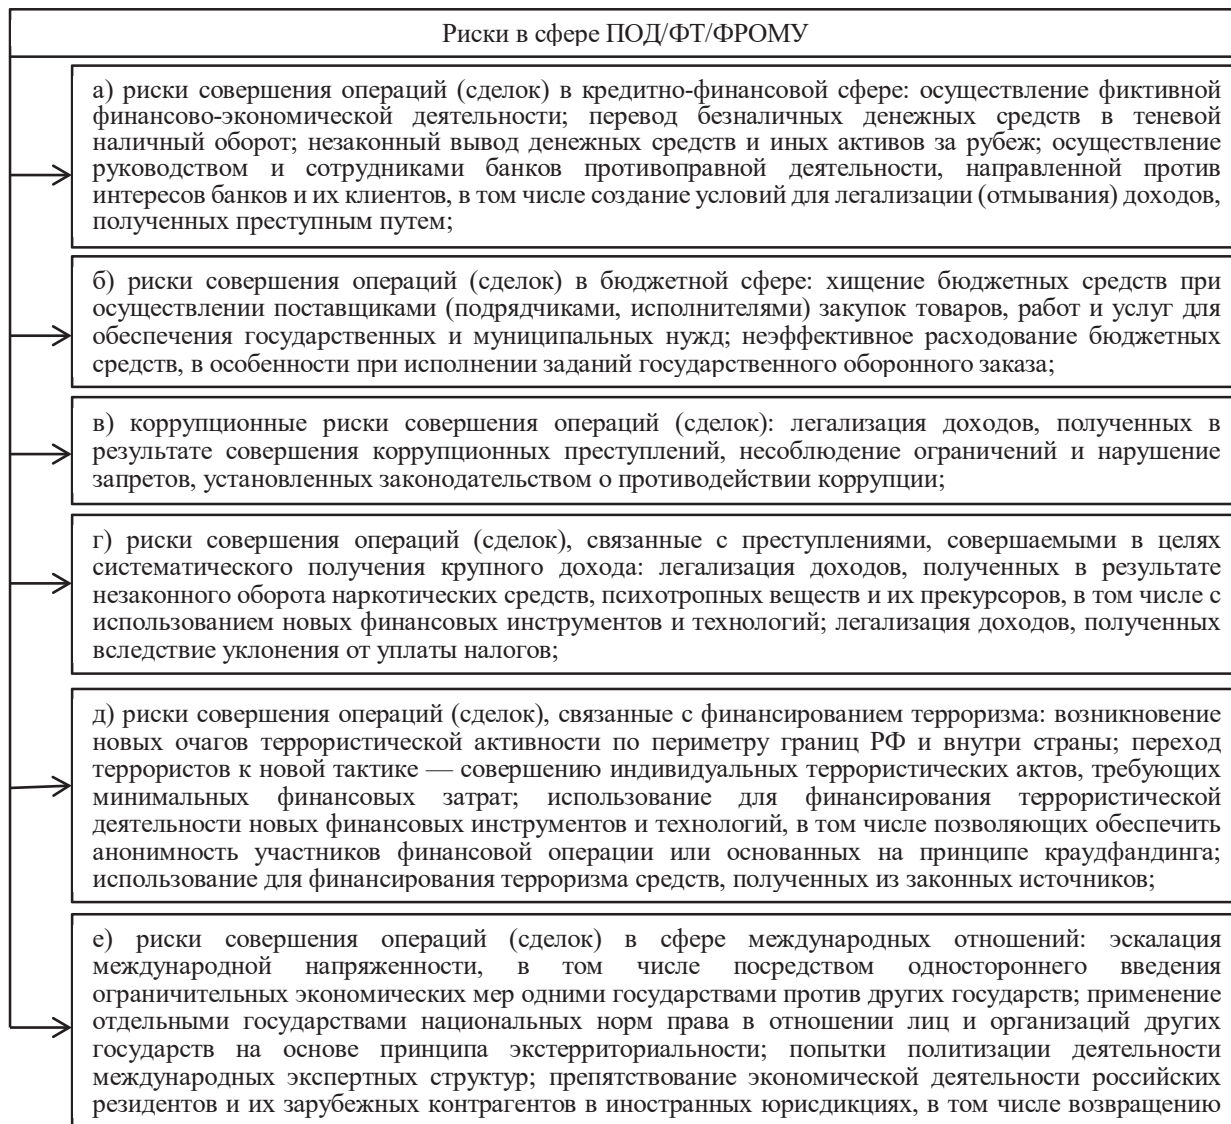 Риски в сфере ПОД/ФТ/ФРОМУ
а) риски совершения операций (сделок) в кредитно-финансовой сфере: осуществление фиктивной
финансово-экономической деятельности; перевод безналичных денежных средств в теневой
наличный оборот; незаконный вывод денежных средств и иных активов за рубеж; осуществление
руководством и сотрудниками банков противоправной деятельности, направленной против
интересов банков и их клиентов, в том числе создание условий для легализации (отмывания) доходов,
полученных преступным путем;
б) риски совершения операций (сделок) в бюджетной сфере: хищение бюджетных средств при
осуществлении поставщиками (подрядчиками, исполнителями) закупок товаров, работ и услуг для
обеспечения государственных и муниципальных нужд; неэффективное расходование бюджетных
средств, в особенности при исполнении заданий государственного оборонного заказа;
в) коррупционные риски совершения операций (сделок): легализация доходов, полученных в
результате совершения коррупционных преступлений, несоблюдение ограничений и нарушение
запретов, установленных законодательством о противодействии коррупции;
г) риски совершения операций (сделок), связанные с преступлениями, совершаемыми в целях
систематического получения крупного дохода: легализация доходов, полученных в результате
незаконного оборота наркотических средств, психотропных веществ и их прекурсоров, в том числе с
использованием новых финансовых инструментов и технологий; легализация доходов, полученных
вследствие уклонения от уплаты налогов;
д) риски совершения операций (сделок), связанные с финансированием терроризма: возникновение
новых очагов террористической активности по периметру границ РФ и внутри страны; переход
террористов к новой тактике — совершению индивидуальных террористических актов, требующих
минимальных финансовых затрат; использование для финансирования террористической
деятельности новых финансовых инструментов и технологий, в том числе позволяющих обеспечить
анонимность участников финансовой операции или основанных на принципе краудфандинга;
использование для финансирования терроризма средств, полученных из законных источников;
е) риски совершения операций (сделок) в сфере международных отношений: эскалация
международной напряженности, в том числе посредством одностороннего введения
ограничительных экономических мер одними государствами против других государств; применение
отдельными государствами национальных норм права в отношении лиц и организаций других
государств на основе принципа экстерриториальности; попытки политизации деятельности
международных экспертных структур; препятствование экономической деятельности российских
резидентов и их зарубежных контрагентов в иностранных юрисдикциях, в том числе возвращению